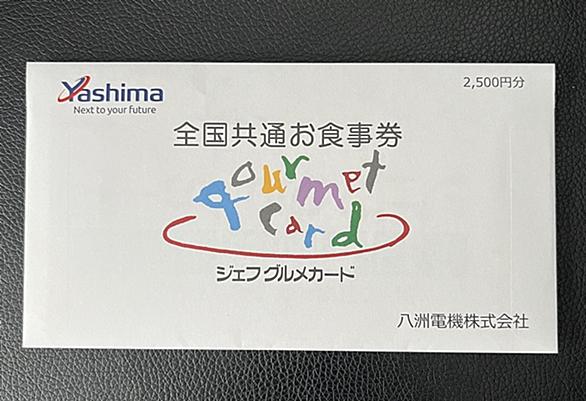 Yashima
Next to your future
2,500円分
全国共通お食事券
gourmet
card
ジェフグルメカード
八洲電機株式会社